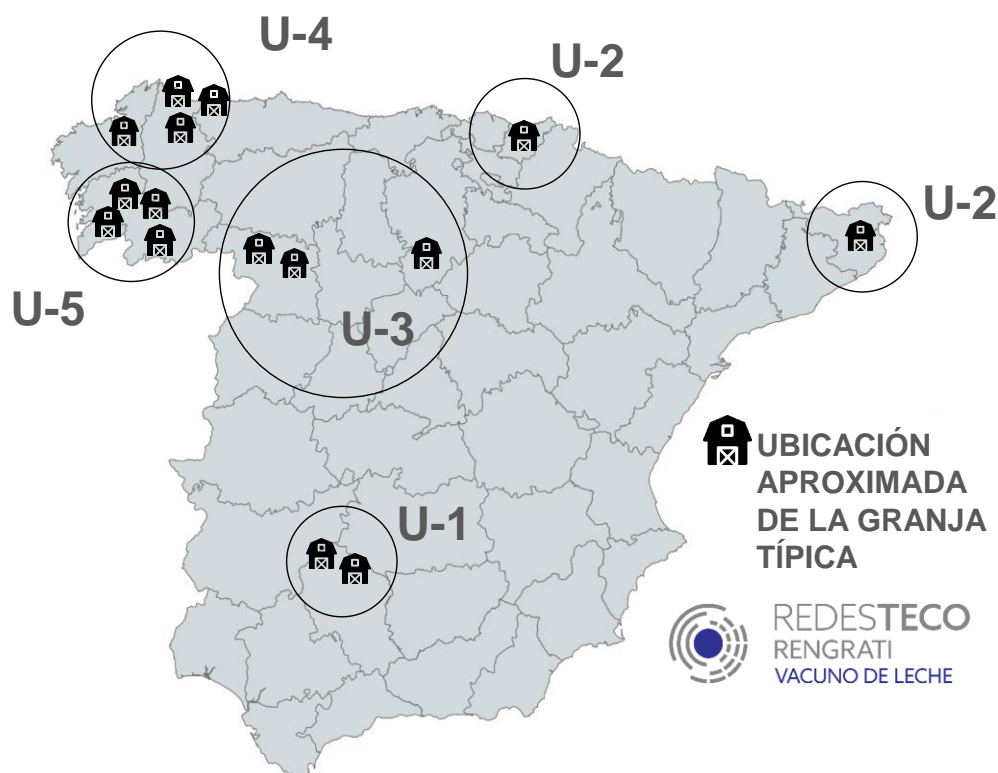 U-4
U-2
U-2
U-5
U-3
U-1
UBICACIÓN
APROXIMADA
DE LA GRANJA
TÍPICA
REDESTECO
RENGRATI
VACUNO DE LECHE